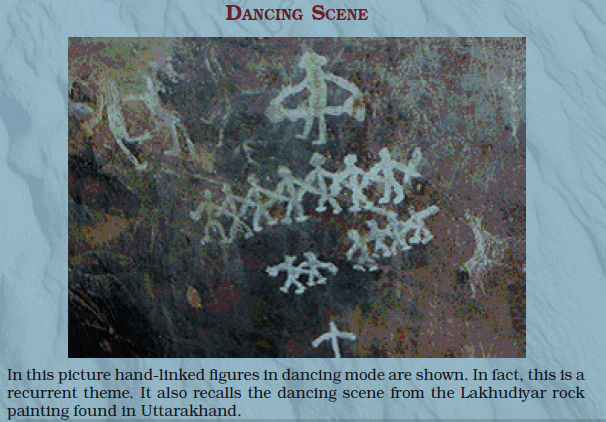 Dancing Scene
In this picture hand-linked figures in dancing mode are shown. In fact, this is a
recurrent theme. It also recalls the dancing scene from the Lakhudiyar rock
painting found in Uttarakhand.